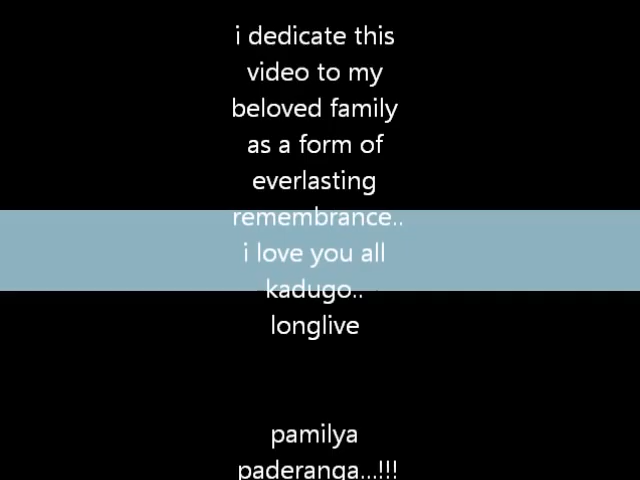 i dedicate this
video to my
beloved family
as a form of
everlasting
remembrance..
i love you all
kadugo..
longlive
pamilya
paderanga...!!!